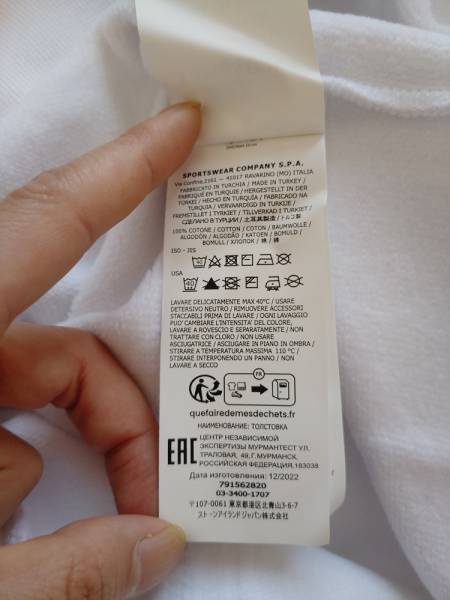 SPORTSWEAR COMPANY S.P.A.
Via Confine,2161 - 41017 RAVARINO (MO) ITALIA
FABBRICATO IN TURCHIA / MADE IN TURKEY /
FABRIQUÉ EN TURQUIE / HERGESTELLT IN DER
TÜRKEI / HECHO EN TURQUÍA / FABRICADO NA
TURQUIA / VERVAARDIGD IN TURKIJE /
FREMSTILLET I TYRKIET / TILLVERKAD I TURKIET /
СДЕЛАНО В ТУРЦИИ / 土耳其製造 / トルコ製
100% COTONE / COTTON / COTON / BAUMWOLLE /
ALGODÓN / ALGODÃO / KATOEN / BOMULD /
BOMULL / ХЛОПОК / 棉 / 綿
ISO - JIS
40
USA
40
LAVARE DELICATAMENTE MAX 40°C / USARE
DETERSIVO NEUTRO / RIMUOVERE ACCESSORI
STACCABILI PRIMA DI LAVARE / OGNI LAVAGGIO
PUO' CAMBIARE L'INTENSITA' DEL COLORE,
LAVARE A ROVESCIO E SEPARATAMENTE / NON
TRATTARE CON CLORO / NON USARE
ASCIUGATRICE / ASCIUGARE IN PIANO IN OMBRA /
STIRARE A TEMPERATURA MASSIMA 110 °C /
STIRARE INTERPONENDO UN PANNO / NON
LAVARE A SECCO
FR
quefairedemesdechets.fr
НАИМЕНОВАНИЕ: ТОЛСТОВКА
EAC
ЦЕНТР НЕЗАВИСИМОЙ
ЭКСПЕРТИЗЫ МУРМАНТЕСТ УЛ.
ТРАЛОВАЯ, 49,Г.МУРМАНСК,
РОССИЙСКАЯ ФЕДЕРАЦИЯ,183038
Дата изготовления: 12/2022
791562820
03-3400-1707
〒107-0061 東京都港区北青山3-6-7
ストーンアイランドジャパン株式会社